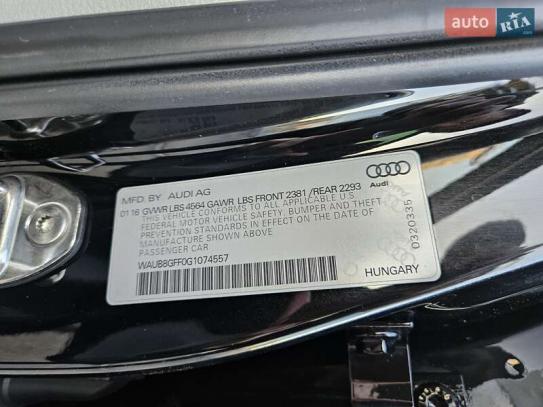 auto RIA
MFD. BY AUDI AG
01 16 GVWR LBS 4564 GAWR LBS FRONT 2381 / REAR 2293
THIS VEHICLE CONFORMS TO ALL APPLICABLE U.S.
FEDERAL MOTOR VEHICLE SAFETY, BUMPER, AND THEFT
PREVENTION STANDARDS IN EFFECT ON THE DATE OF
MANUFACTURE SHOWN ABOVE.
PASSENGER CAR
WAUB8GFF0G1074557
Audi
0320335
HUNGARY